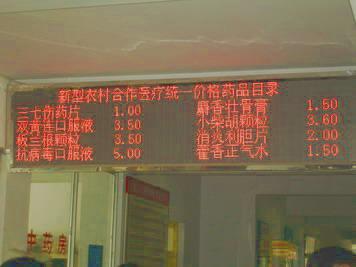 新型农村合作医疗统一价格药品目录
三七伤药片 1.00 麝香壮骨膏 1.50
双黄连口服液 3.50 小柴胡颗粒 3.60
板兰根颗粒 3.50 消炎利胆片 2.00
抗病毒口服液 5.00 藿香正气水 1.50
中药房